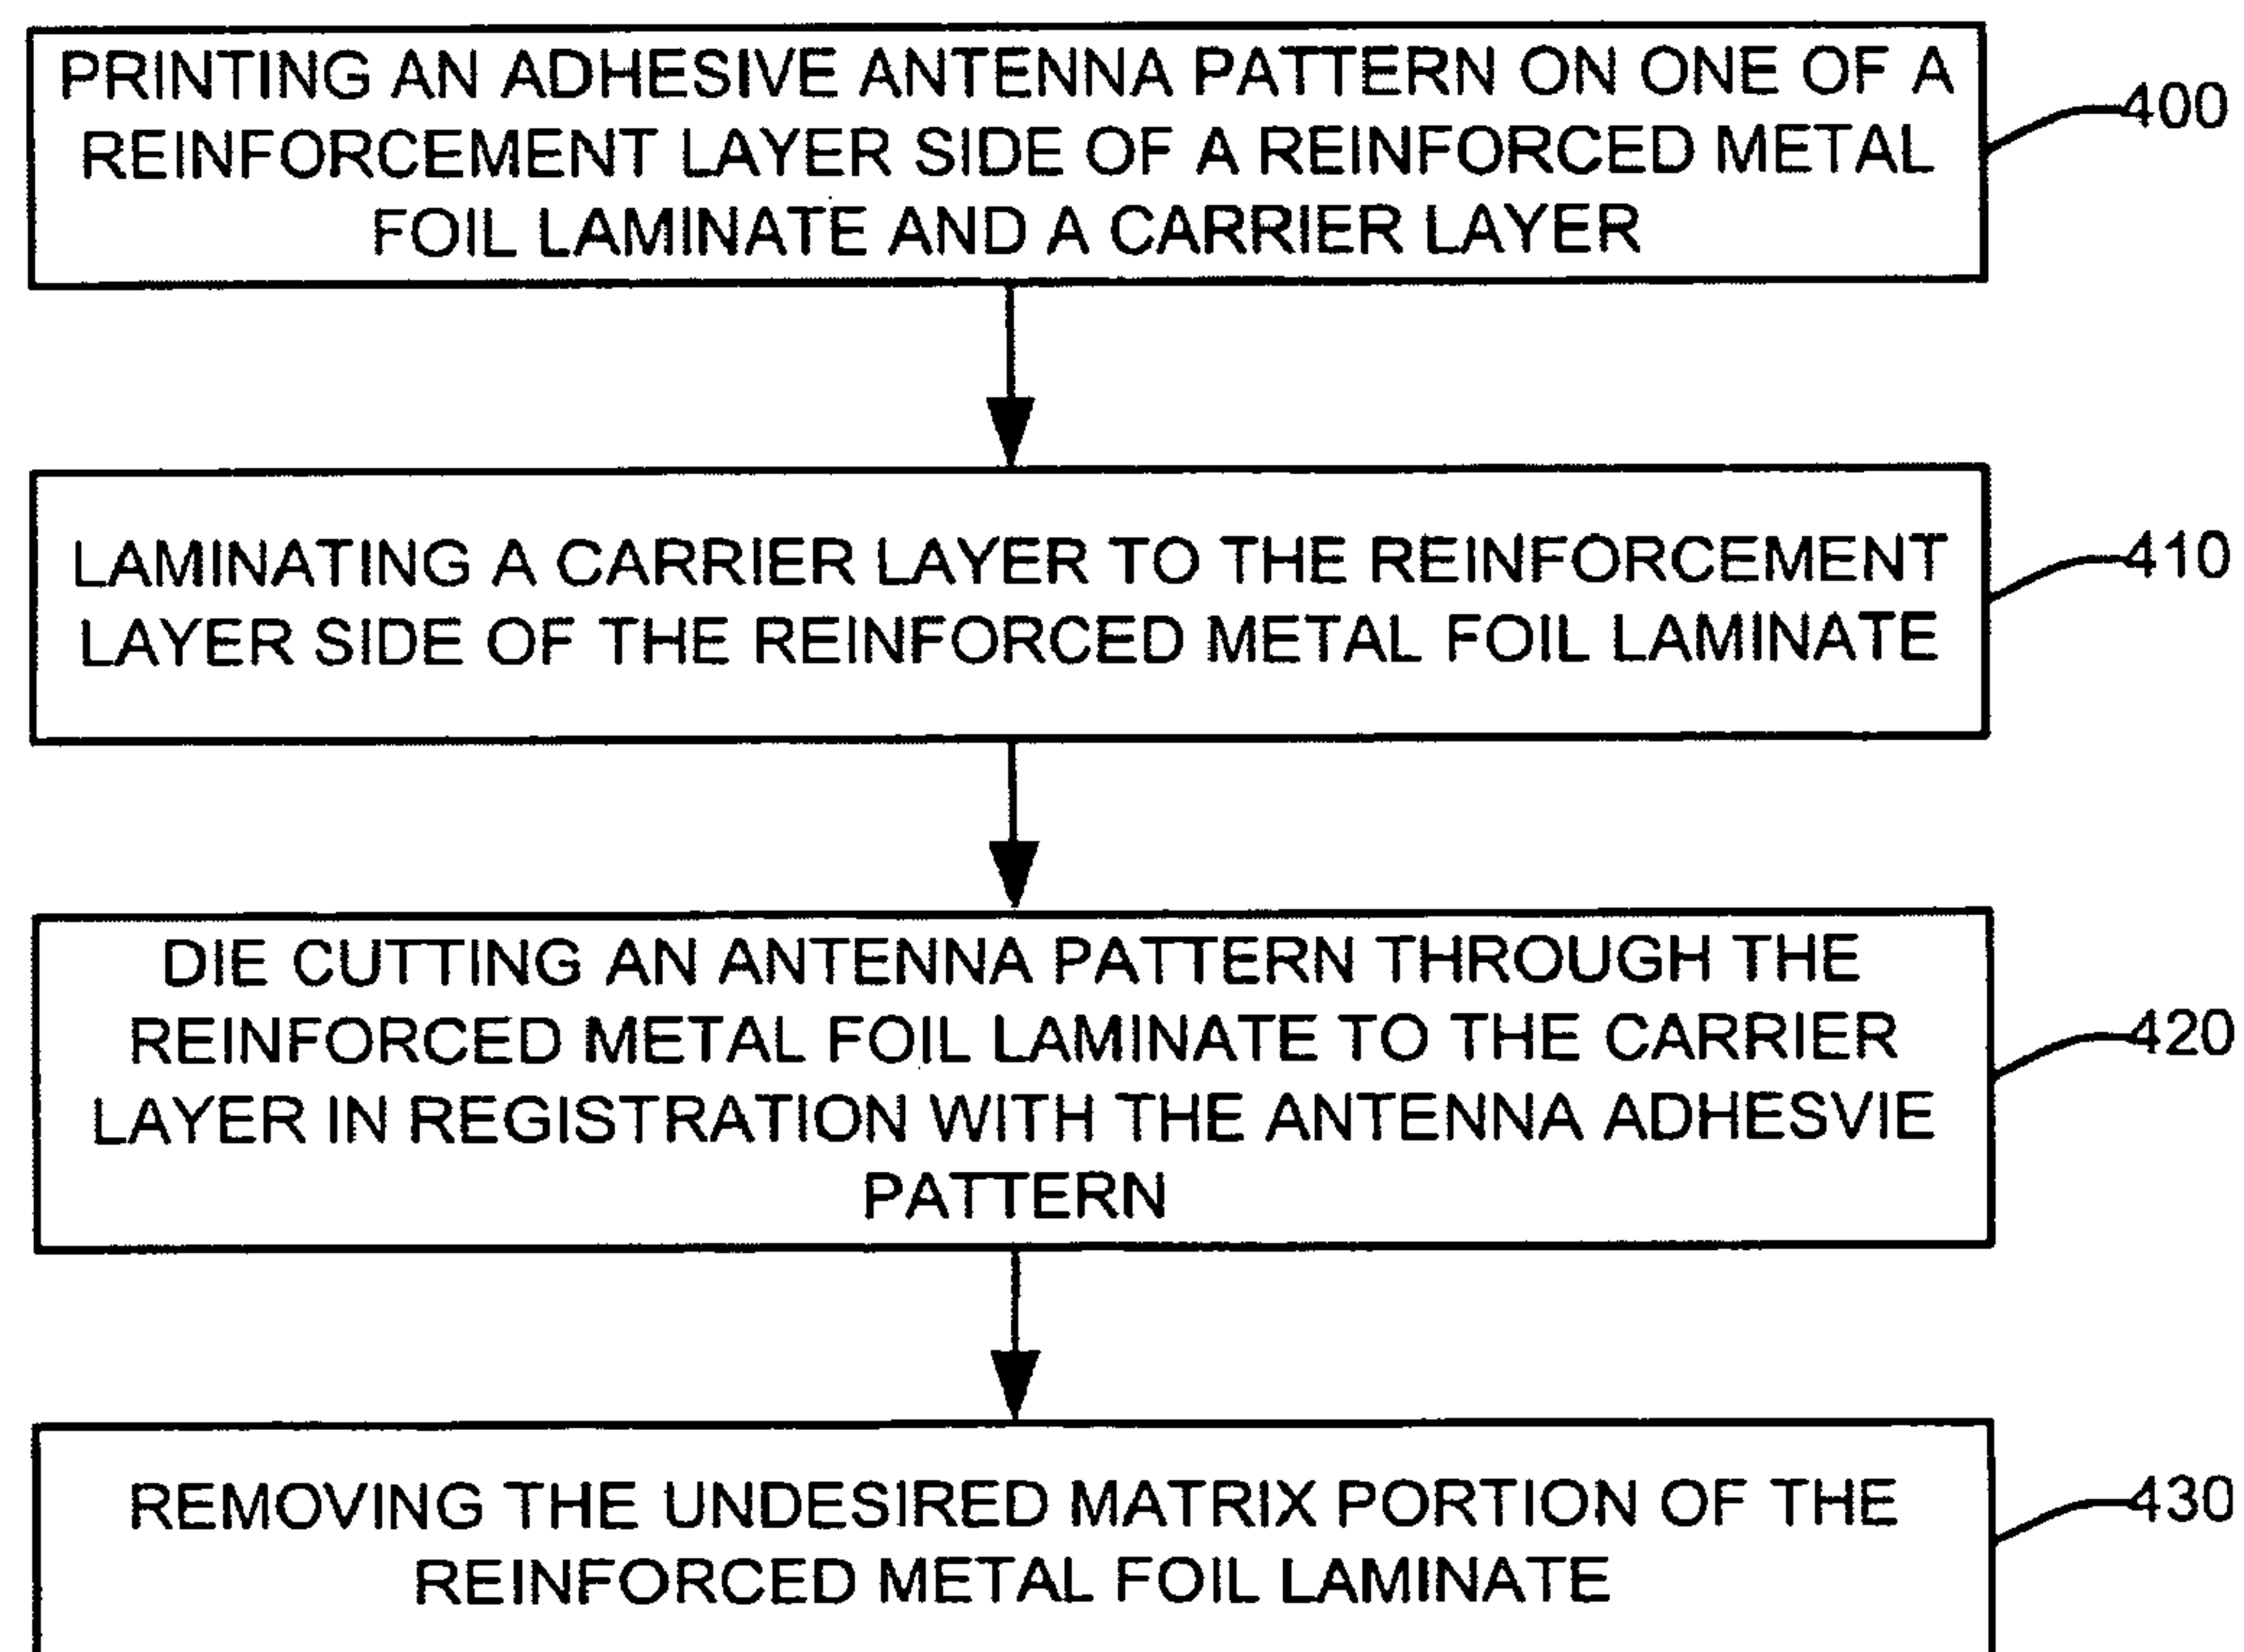 PRINTING AN ADHESIVE ANTENNA PATTERN ON ONE OF A
REINFORCEMENT LAYER SIDE OF A REINFORCED METAL
FOIL LAMINATE AND A CARRIER LAYER
400
LAMINATING A CARRIER LAYER TO THE REINFORCEMENT
LAYER SIDE OF THE REINFORCED METAL FOIL LAMINATE
410
DIE CUTTING AN ANTENNA PATTERN THROUGH THE
REINFORCED METAL FOIL LAMINATE TO THE CARRIER
LAYER IN REGISTRATION WITH THE ANTENNA ADHESVIE
PATTERN
420
REMOVING THE UNDESIRED MATRIX PORTION OF THE
REINFORCED METAL FOIL LAMINATE
430